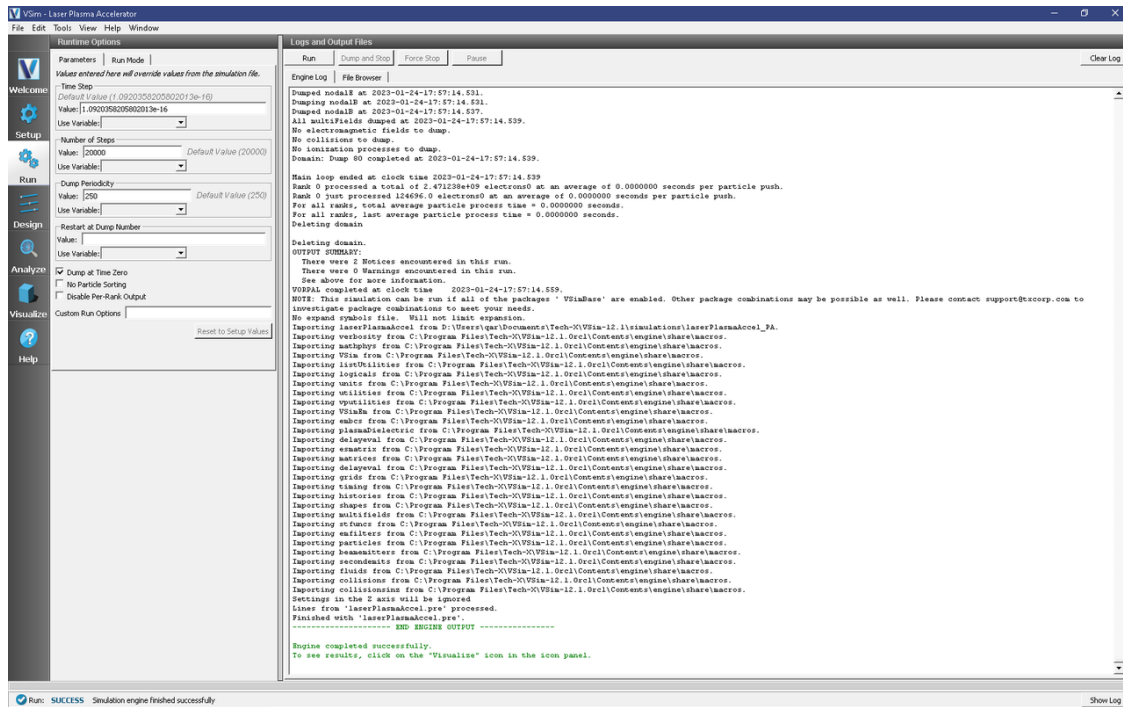 VSim - Laser Plasma Accelerator
File Edit Tools View Help Window
Runtime Options
Logs and Output Files
Welcome
Setup
Run
Design
Analyze
Visualize
Help
Parameters
Run Mode
Values entered here will override values from the simulation file.
Time Step
Default Value (1.0920358205802013e-16)
Value: 1.0920358205802013e-16
Use Variable:
Number of Steps
Value: 20000 Default Value (20000)
Use Variable:
Dump Periodicity
Value: 250 Default Value (250)
Use Variable:
Restart at Dump Number
Value:
Use Variable:
Dump at Time Zero
No Particle Sorting
Disable Per-Rank Output
Custom Run Options
Reset to Setup Values
Run Dump and Stop Force Stop Pause Clear Log
Engine Log File Browser
Dumped nodalE at 2023-01-24-17:57:14.531.
Dumping nodalB at 2023-01-24-17:57:14.531.
Dumped nodalB at 2023-01-24-17:57:14.537.
All multiFields dumped at 2023-01-24-17:57:14.539.
No electromagnetic fields to dump.
No collisions to dump.
No ionization processes to dump.
Domain: Dump 80 completed at 2023-01-24-17:57:14.539.
Main loop ended at clock time 2023-01-24-17:57:14.539
Rank 0 processed a total of 2.471238e+09 electrons0 at an average of 0.0000000 seconds per particle push.
Rank 0 just processed 124696.0 electrons0 at an average of 0.0000000 seconds per particle push.
For all ranks, total average particle process time = 0.0000000 seconds.
For all ranks, last average particle process time = 0.0000000 seconds.
Deleting domain
Deleting domain.
OUTPUT SUMMARY:
There were 2 Notices encountered in this run.
There were 0 Warnings encountered in this run.
See above for more information.
VORPAL completed at clock time 2023-01-24-17:57:14.559.
NOTE: This simulation can be run if all of the packages ' VSimBase' are enabled. Other package combinations may be possible as well. Please contact support@txcorp.com to
investigate package combinations to meet your needs.
No expand symbols file. Will not limit expansion.
Importing laserPlasmaAccel from D:\Users\qar\Documents\Tech-X\VSim-12.1\simulations\laserPlasmaAccel_PA.
Importing verbosity from C:\Program Files\Tech-X\VSim-12.1.0rc1\Contents\engine\share\macros.
Importing mathphys from C:\Program Files\Tech-X\VSim-12.1.0rc1\Contents\engine\share\macros.
Importing VSim from C:\Program Files\Tech-X\VSim-12.1.0rc1\Contents\engine\share\macros.
Importing listUtilities from C:\Program Files\Tech-X\VSim-12.1.0rc1\Contents\engine\share\macros.
Importing logicals from C:\Program Files\Tech-X\VSim-12.1.0rc1\Contents\engine\share\macros.
Importing units from C:\Program Files\Tech-X\VSim-12.1.0rc1\Contents\engine\share\macros.
Importing utilities from C:\Program Files\Tech-X\VSim-12.1.0rc1\Contents\engine\share\macros.
Importing vputilities from C:\Program Files\Tech-X\VSim-12.1.0rc1\Contents\engine\share\macros.
Importing VSimEm from C:\Program Files\Tech-X\VSim-12.1.0rc1\Contents\engine\share\macros.
Importing embcs from C:\Program Files\Tech-X\VSim-12.1.0rc1\Contents\engine\share\macros.
Importing plasmaDielectric from C:\Program Files\Tech-X\VSim-12.1.0rc1\Contents\engine\share\macros.
Importing delayeval from C:\Program Files\Tech-X\VSim-12.1.0rc1\Contents\engine\share\macros.
Importing esmatrix from C:\Program Files\Tech-X\VSim-12.1.0rc1\Contents\engine\share\macros.
Importing matrices from C:\Program Files\Tech-X\VSim-12.1.0rc1\Contents\engine\share\macros.
Importing delayeval from C:\Program Files\Tech-X\VSim-12.1.0rc1\Contents\engine\share\macros.
Importing grids from C:\Program Files\Tech-X\VSim-12.1.0rc1\Contents\engine\share\macros.
Importing timing from C:\Program Files\Tech-X\VSim-12.1.0rc1\Contents\engine\share\macros.
Importing histories from C:\Program Files\Tech-X\VSim-12.1.0rc1\Contents\engine\share\macros.
Importing shapes from C:\Program Files\Tech-X\VSim-12.1.0rc1\Contents\engine\share\macros.
Importing multifields from C:\Program Files\Tech-X\VSim-12.1.0rc1\Contents\engine\share\macros.
Importing stfuncs from C:\Program Files\Tech-X\VSim-12.1.0rc1\Contents\engine\share\macros.
Importing emfilters from C:\Program Files\Tech-X\VSim-12.1.0rc1\Contents\engine\share\macros.
Importing particles from C:\Program Files\Tech-X\VSim-12.1.0rc1\Contents\engine\share\macros.
Importing beamemitters from C:\Program Files\Tech-X\VSim-12.1.0rc1\Contents\engine\share\macros.
Importing secondemits from C:\Program Files\Tech-X\VSim-12.1.0rc1\Contents\engine\share\macros.
Importing fluids from C:\Program Files\Tech-X\VSim-12.1.0rc1\Contents\engine\share\macros.
Importing collisions from C:\Program Files\Tech-X\VSim-12.1.0rc1\Contents\engine\share\macros.
Importing collisionsinz from C:\Program Files\Tech-X\VSim-12.1.0rc1\Contents\engine\share\macros.
Settings in the Z axis will be ignored
Lines from 'laserPlasmaAccel.pre' processed.
Finished with 'laserPlasmaAccel.pre'.
-------------------- END ENGINE OUTPUT ----------------
Engine completed successfully.
To see results, click on the "Visualize" icon in the icon panel.
Run: SUCCESS Simulation engine finished successfully
Show Log